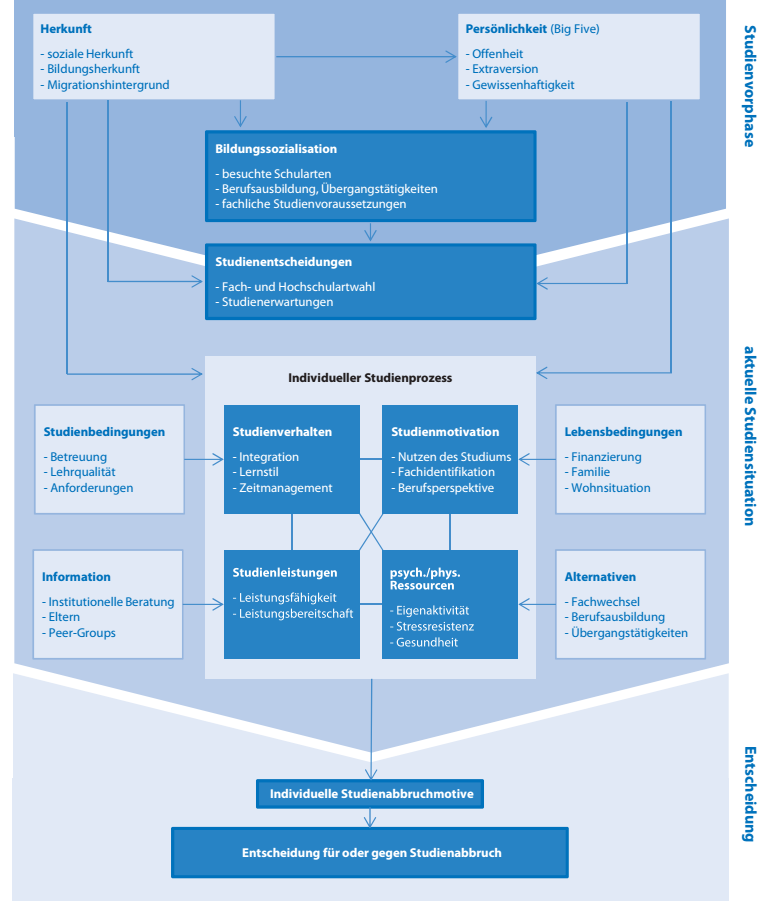 Herkunft
- soziale Herkunft
- Bildungsherkunft
- Migrationshintergrund
Persönlichkeit (Big Five)
- Offenheit
- Extraversion
- Gewissenhaftigkeit
Studienvorphase
Bildungssozialisation
- besuchte Schularten
- Berufsausbildung, Übergangstätigkeiten
- fachliche Studienvoraussetzungen
Studienentscheidungen
- Fach- und Hochschulartwahl
- Studienerwartungen
aktuelle Studiensituation
Individueller Studienprozess
Studienbedingungen
- Betreuung
- Lehrqualität
- Anforderungen
Studienverhalten
- Integration
- Lernstil
- Zeitmanagement
Studienmotivation
- Nutzen des Studiums
- Fachidentifikation
- Berufsperspektive
Lebensbedingungen
- Finanzierung
- Familie
- Wohnsituation
Information
- Institutionelle Beratung
- Eltern
- Peer-Groups
Studienleistungen
- Leistungsfähigkeit
- Leistungsbereitschaft
psych./phys.
Ressourcen
- Eigenaktivität
- Stressresistenz
- Gesundheit
Alternativen
- Fachwechsel
- Berufsausbildung
- Übergangstätigkeiten
Entscheidung
Individuelle Studienabbruchmotive
Entscheidung für oder gegen Studienabbruch